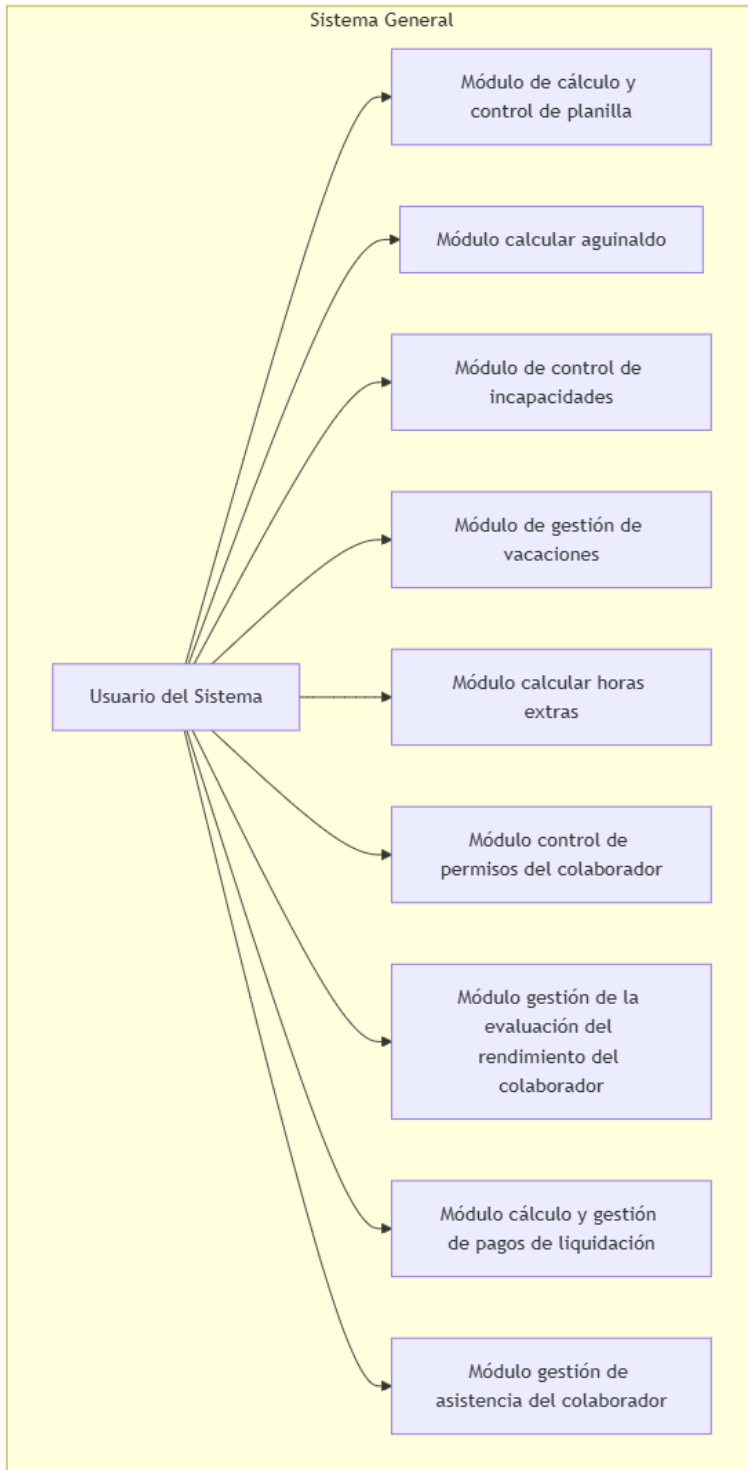 Sistema General
Módulo de cálculo y
control de planilla
Módulo calcular aguinaldo
Módulo de control de
incapacidades
Módulo de gestión de
vacaciones
Usuario del Sistema
Módulo calcular horas
extras
Módulo control de
permisos del colaborador
Módulo gestión de la
evaluación del
rendimiento del
colaborador
Módulo cálculo y gestión
de pagos de liquidación
Módulo gestión de
asistencia del colaborador